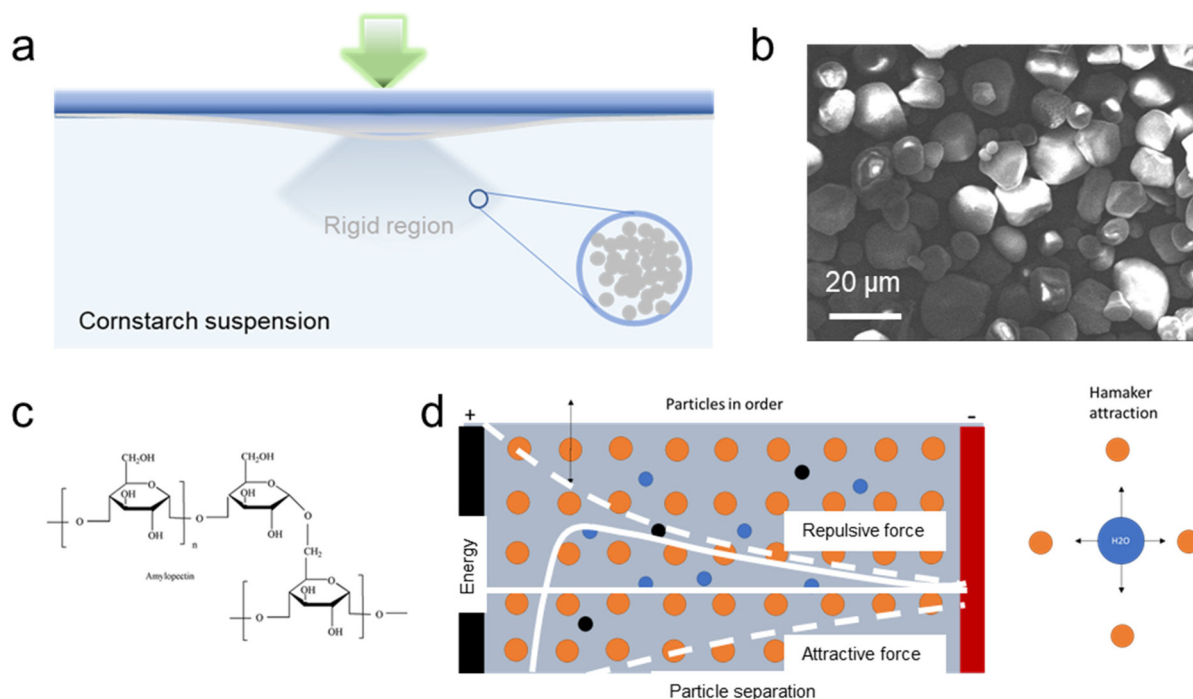 a
Rigid region
Cornstarch suspension
b
20 µm
c
CH₂OH
CH₂OH
O
O
OH
OH
O
O
O
n
OH
OH
O
Amylopectin
CH₂
O
OH
O
O
OH
d
+
Particles in order
-
Energy
Repulsive force
Attractive force
Particle separation
Hamaker
attraction
H2O